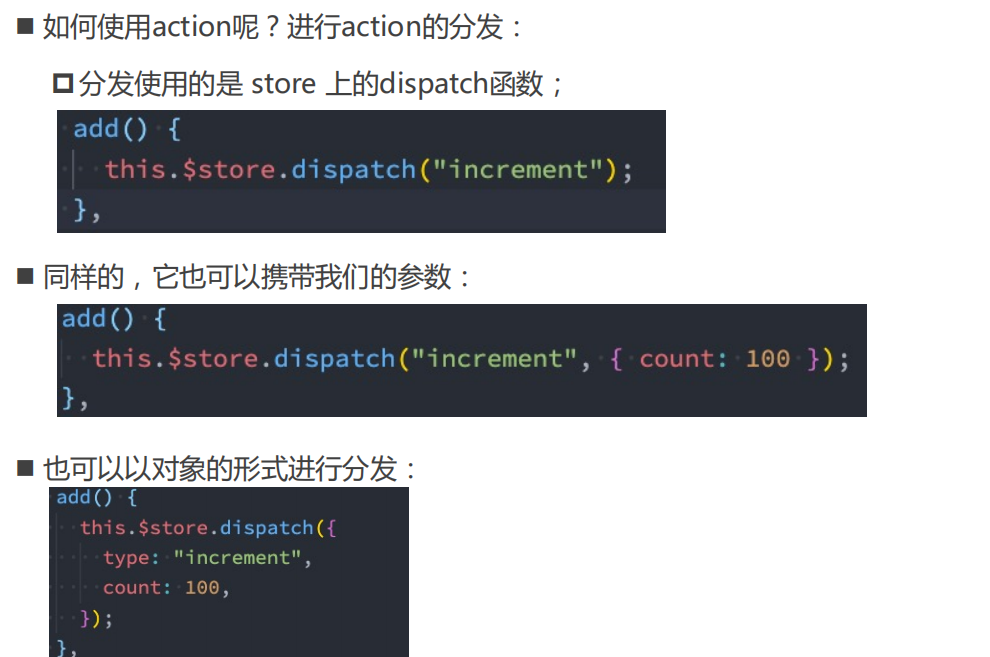 ■ 如何使用action呢？进行action的分发：
分发使用的是 store 上的dispatch函数；
add() {
this.$store.dispatch("increment");
},
■ 同样的，它也可以携带我们的参数：
add() {
this.$store.dispatch("increment", { count: 100 });
},
■ 也可以以对象的形式进行分发：
add() {
this.$store.dispatch({
type: "increment",
count: 100,
});
},